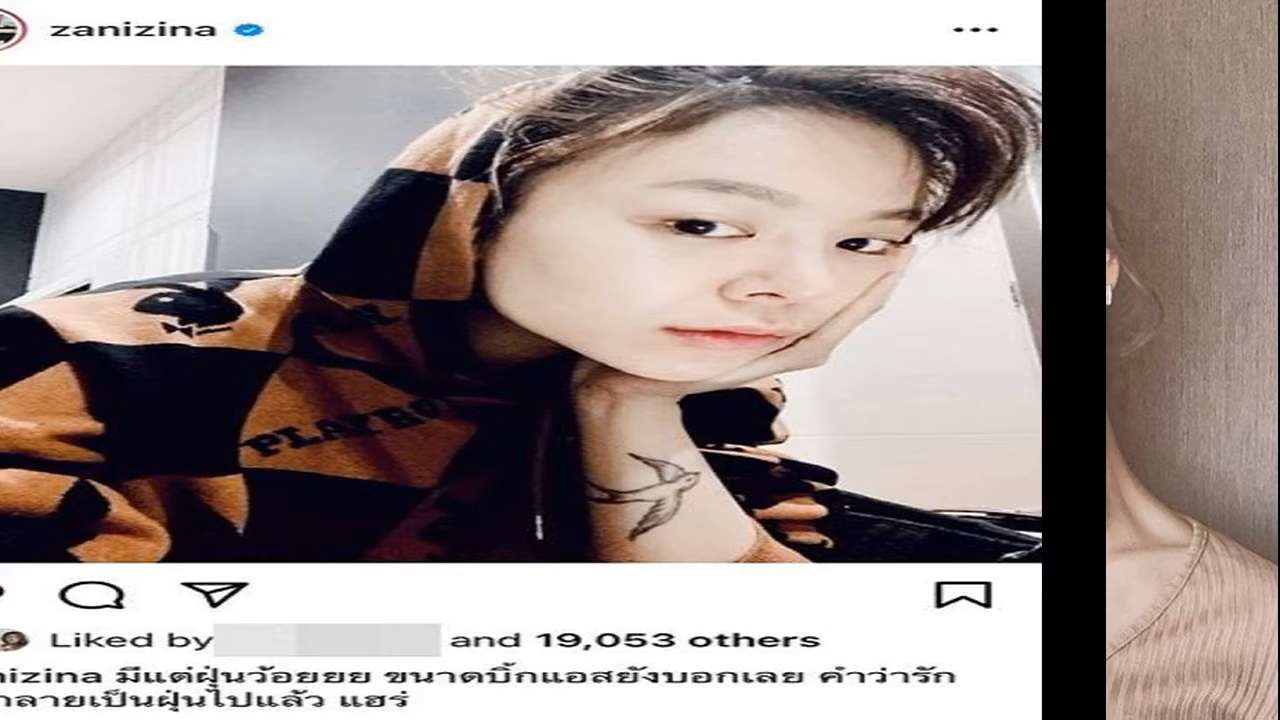 zanizina
PLAYBO
Liked by and 19,053 others
nizina มีแต่ฝุ่นว้อยยยย ขนาดบิ้กแอสยังบอกเลย คำว่ารัก
กลายเป็นฝุ่นไปแล้ว แฮร่